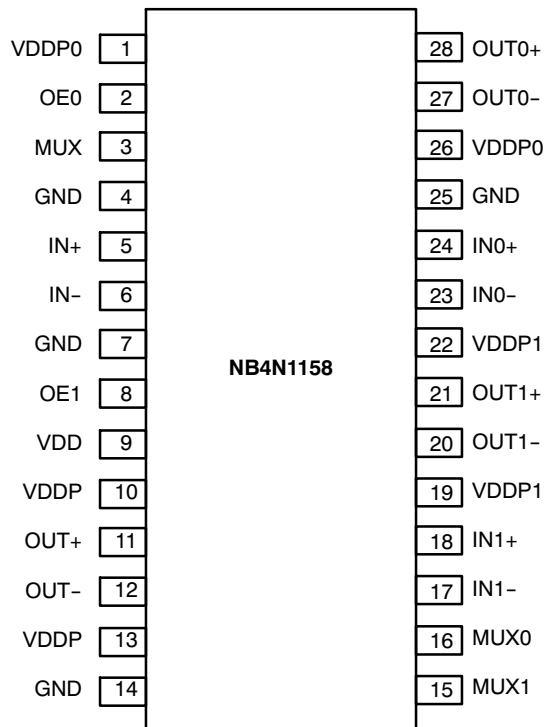 VDDP0 1 28 OUT0+
OE0 2 27 OUT0-
MUX 3 26 VDDP0
GND 4 25 GND
IN+ 5 24 IN0+
IN- 6 23 IN0-
GND 7 22 VDDP1
NB4N1158
OE1 8 21 OUT1+
VDD 9 20 OUT1-
VDDP 10 19 VDDP1
OUT+ 11 18 IN1+
OUT- 12 17 IN1-
VDDP 13 16 MUX0
GND 14 15 MUX1